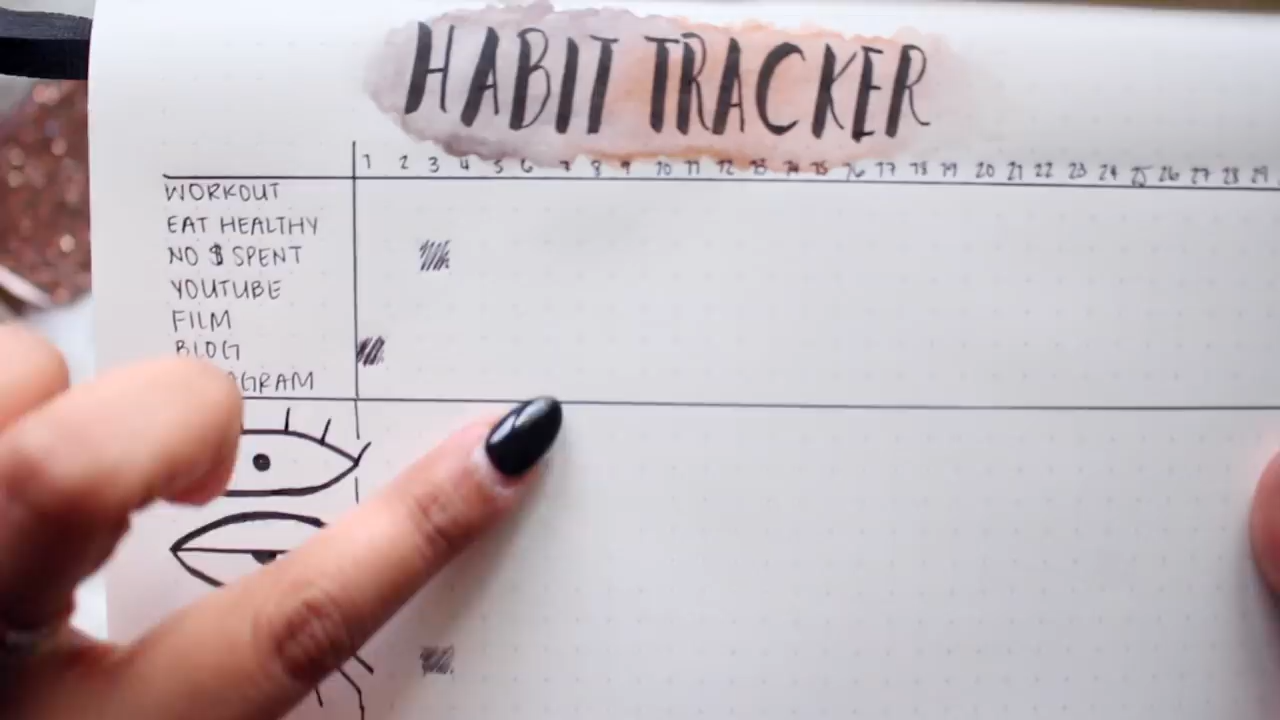 HABIT TRACKER
1 2 3 4 5 6 7 8 9 10 11 12 13 14 15 16 17 18 19 20 21 22 23 24 25 26 27 28 29
WORKOUT
EAT HEALTHY
NO $ SPENT
YOUTUBE
FILM
BLOG
AGRAM